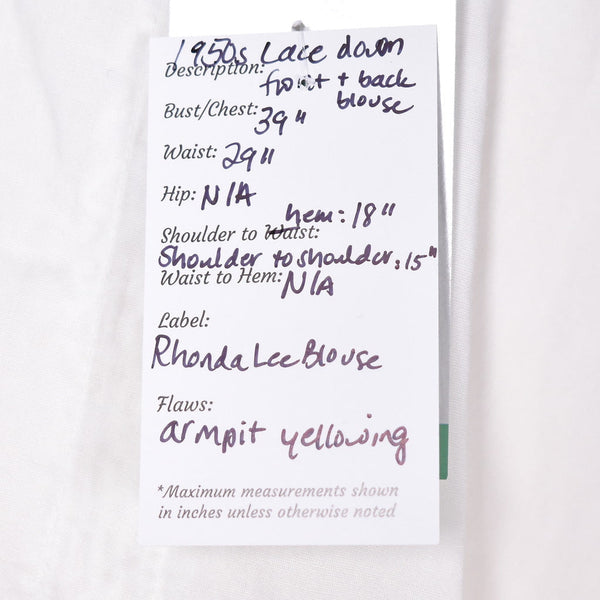 1950s Lace down
Description: front + back
blouse
Bust/Chest: 39"
Waist: 29"
Hip: N/A
hem: 18"
Shoulder to Waist:
Shoulder to shoulder: 15"
Waist to Hem: N/A
Label:
Rhonda Lee Blouse
Flaws:
armpit yellowing
*Maximum measurements shown
in inches unless otherwise noted